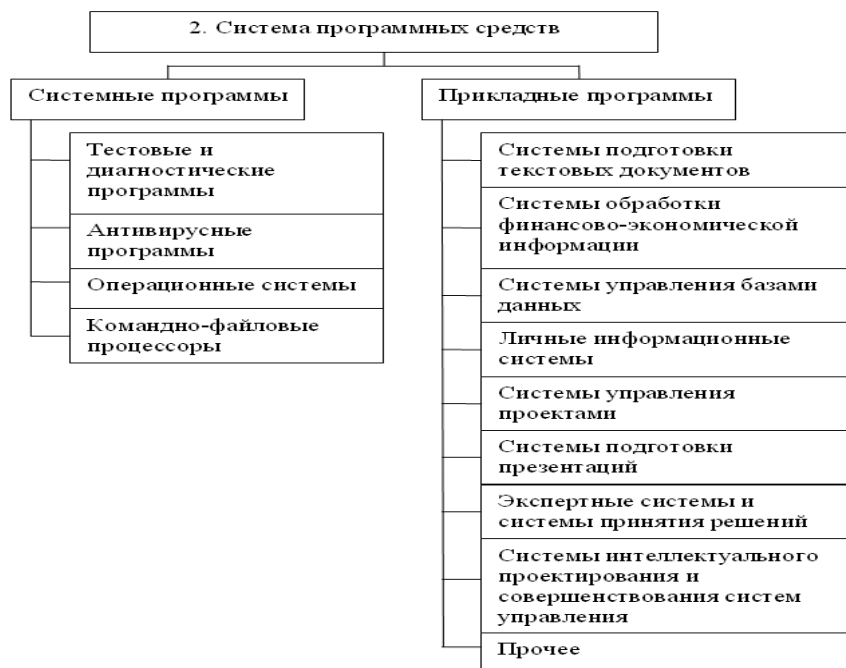 2. Система программных средств
Системные программы
Тестовые и
диагностические
программы
Антивирусные
программы
Операционные системы
Командно-файловые
процессоры
Прикладные программы
Системы подготовки
текстовых документов
Системы обработки
финансово-экономической
информации
Системы управления базами
данных
Личные информационные
системы
Системы управления
проектами
Системы подготовки
презентаций
Экспертные системы и
системы принятия решений
Системы интеллектуального
проектирования и
совершенствования систем
управления
Прочее